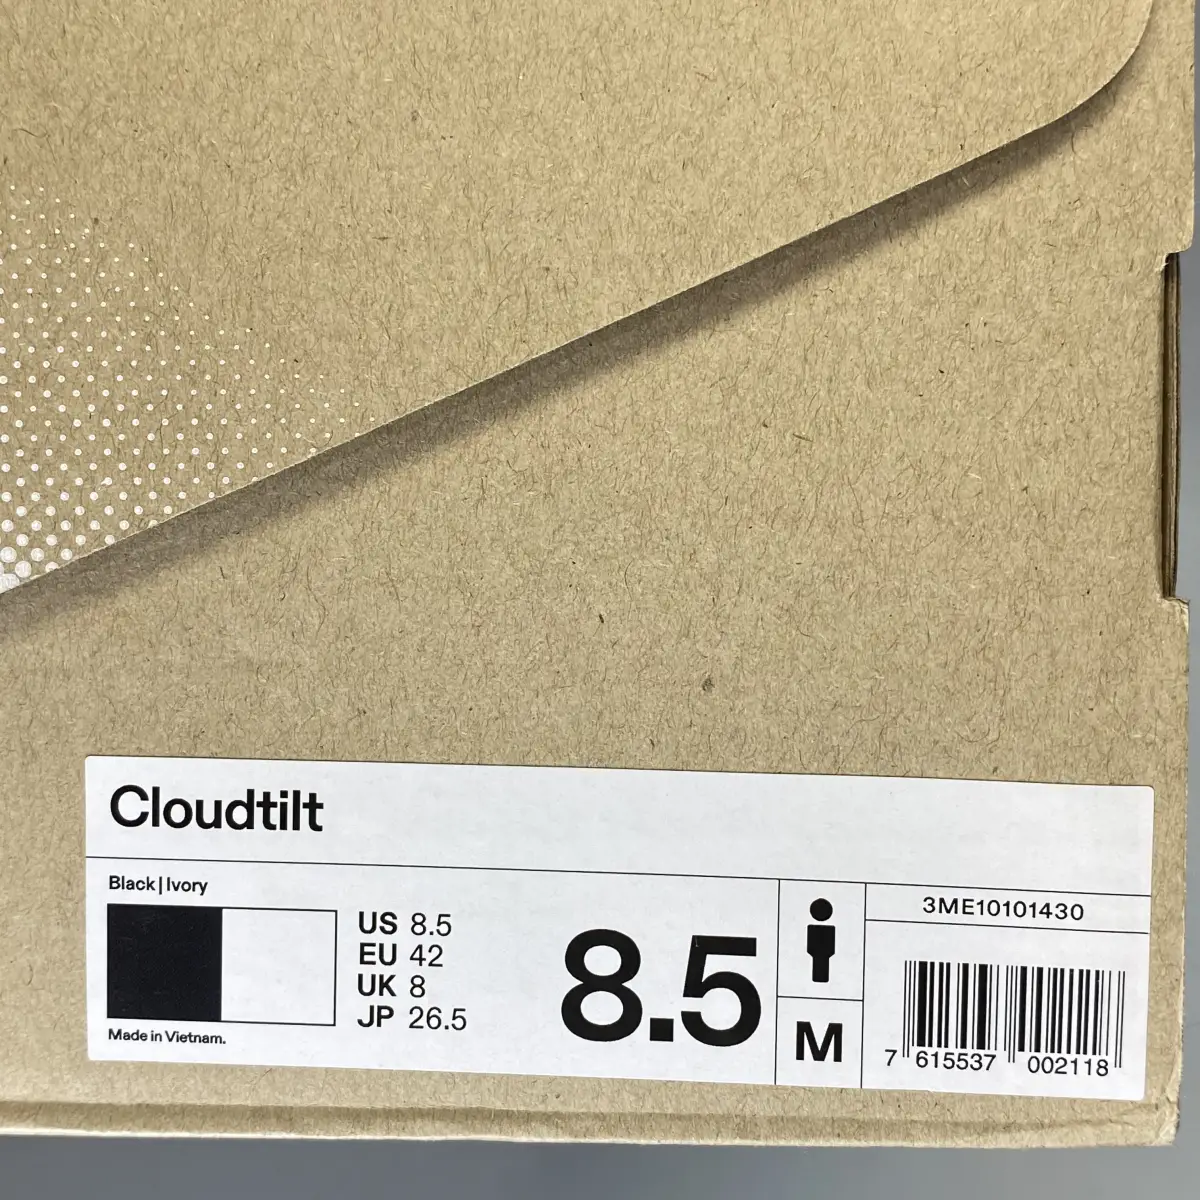 Cloudtilt
Black | Ivory
US 8.5
EU 42
UK 8
JP 26.5
Made in Vietnam.
8.5
M
3ME10101430
7 615537 002118